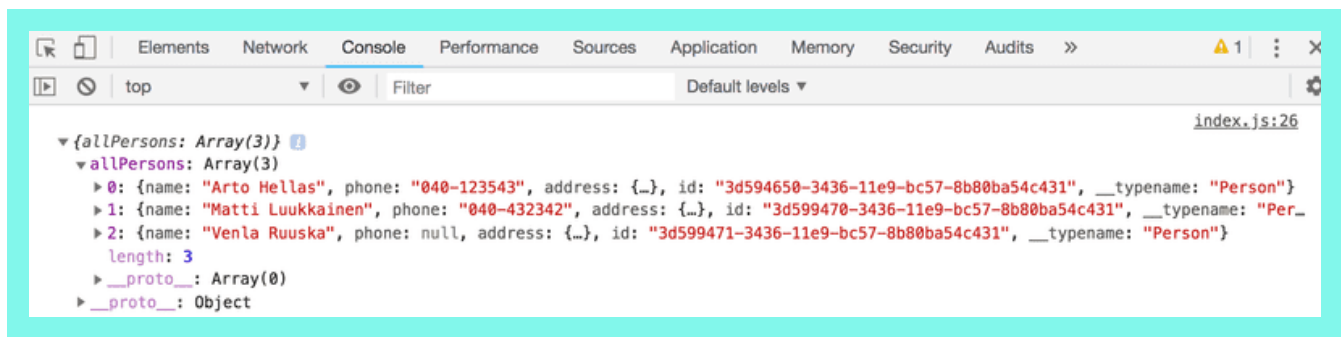 Elements Network Console Performance Sources Application Memory Security Audits » 1
top Filter Default levels
index.js:26
{allPersons: Array(3)} i
allPersons: Array(3)
0: {name: "Arto Hellas", phone: "040-123543", address: {…}, id: "3d594650-3436-11e9-bc57-8b80ba54c431", __typename: "Person"}
1: {name: "Matti Luukkainen", phone: "040-432342", address: {…}, id: "3d599470-3436-11e9-bc57-8b80ba54c431", __typename: "Per…
2: {name: "Venla Ruuska", phone: null, address: {…}, id: "3d599471-3436-11e9-bc57-8b80ba54c431", __typename: "Person"}
length: 3
__proto__: Array(0)
__proto__: Object